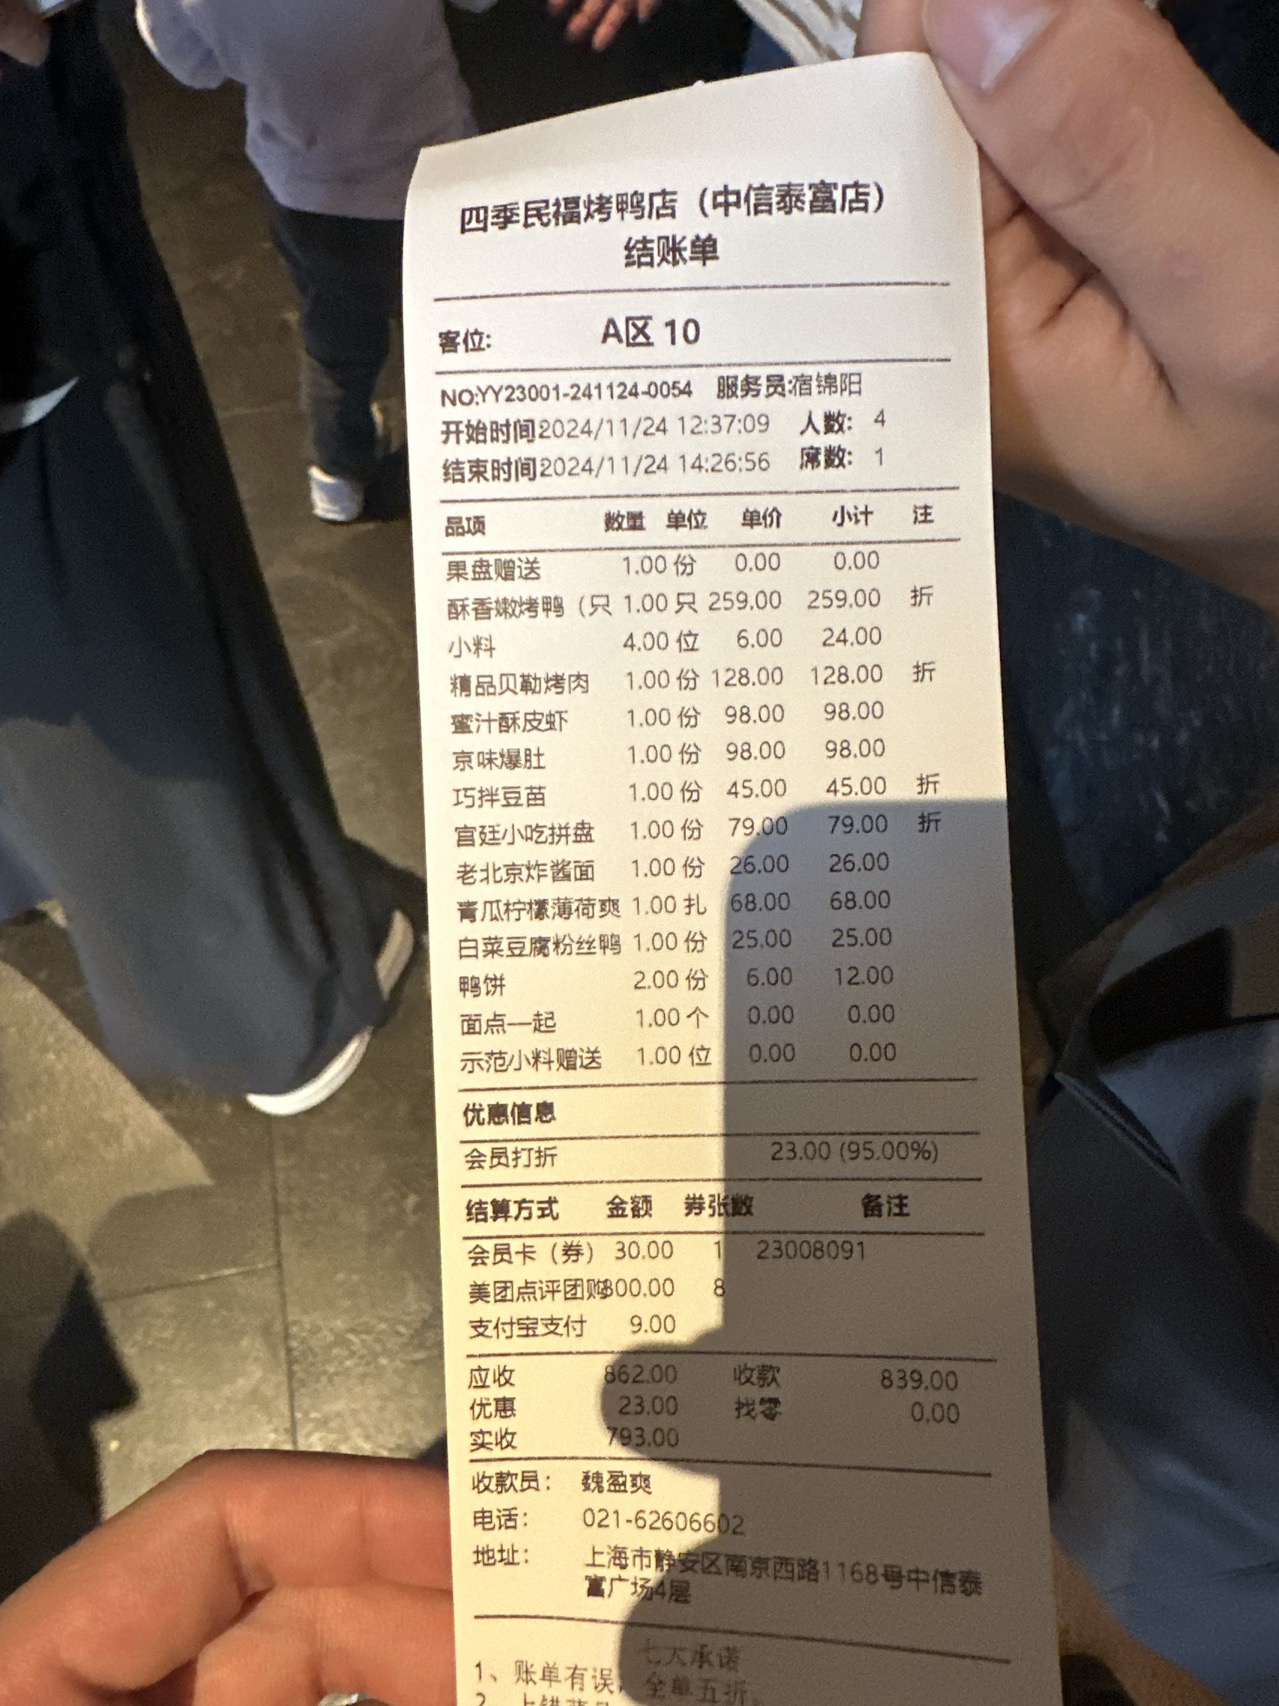 四季民福烤鸭店（中信泰富店）
结账单
客位: A区 10
NO:YY23001-241124-0054 服务员:宿锦阳
开始时间2024/11/24 12:37:09 人数: 4
结束时间2024/11/24 14:26:56 席数: 1
品项 数量 单位 单价 小计 注
果盘赠送 1.00 份 0.00 0.00
酥香嫩烤鸭（只 1.00 只 259.00 259.00 折
小料 4.00 位 6.00 24.00
精品贝勒烤肉 1.00 份 128.00 128.00 折
蜜汁酥皮虾 1.00 份 98.00 98.00
京味爆肚 1.00 份 98.00 98.00
巧拌豆苗 1.00 份 45.00 45.00 折
宫廷小吃拼盘 1.00 份 79.00 79.00 折
老北京炸酱面 1.00 份 26.00 26.00
青瓜柠檬薄荷爽 1.00 扎 68.00 68.00
白菜豆腐粉丝鸭 1.00 份 25.00 25.00
鸭饼 2.00 份 6.00 12.00
面点一起 1.00 个 0.00 0.00
示范小料赠送 1.00 位 0.00 0.00
优惠信息
会员打折 23.00 (95.00%)
结算方式 金额 券张数 备注
会员卡（券） 30.00 1 23008091
美团点评团购800.00 8
支付宝支付 9.00
应收 862.00 收款 839.00
优惠 23.00 找零 0.00
实收 793.00
收款员: 魏盈爽
电话: 021-62606602
地址: 上海市静安区南京西路1168号中信泰
富广场4层
七大承诺
1、账单有误，全单五折。
2、上错菜品